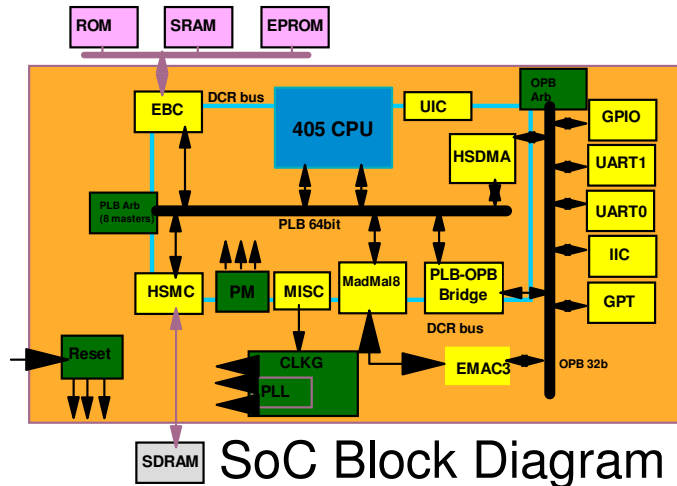 ROM
SRAM
EPROM
EBC
DCR bus
405 CPU
UIC
OPB
Arb
GPIO
HSDMA
UART1
PLB Arb
(6 masters)
PLB 64bit
UART0
IIC
HSMC
PM
MISC
MadMal8
PLB-OPB
Bridge
GPT
DCR bus
Reset
CLKG
PLL
EMAC3
OPB 32b
SDRAM
SoC Block Diagram